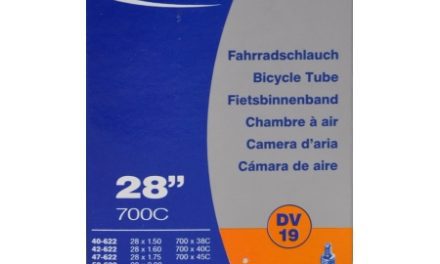 Fahrradschlauch
Bicycle Tube
Fietsbinnenband
Chambre à air
Camera d'aria
Cámara de aire
28”
700C
DV
19
40-622 28 x 1.50 700 x 38C
42-622 28 x 1.60 700 x 40C
47-622 28 x 1.75 700 x 45C